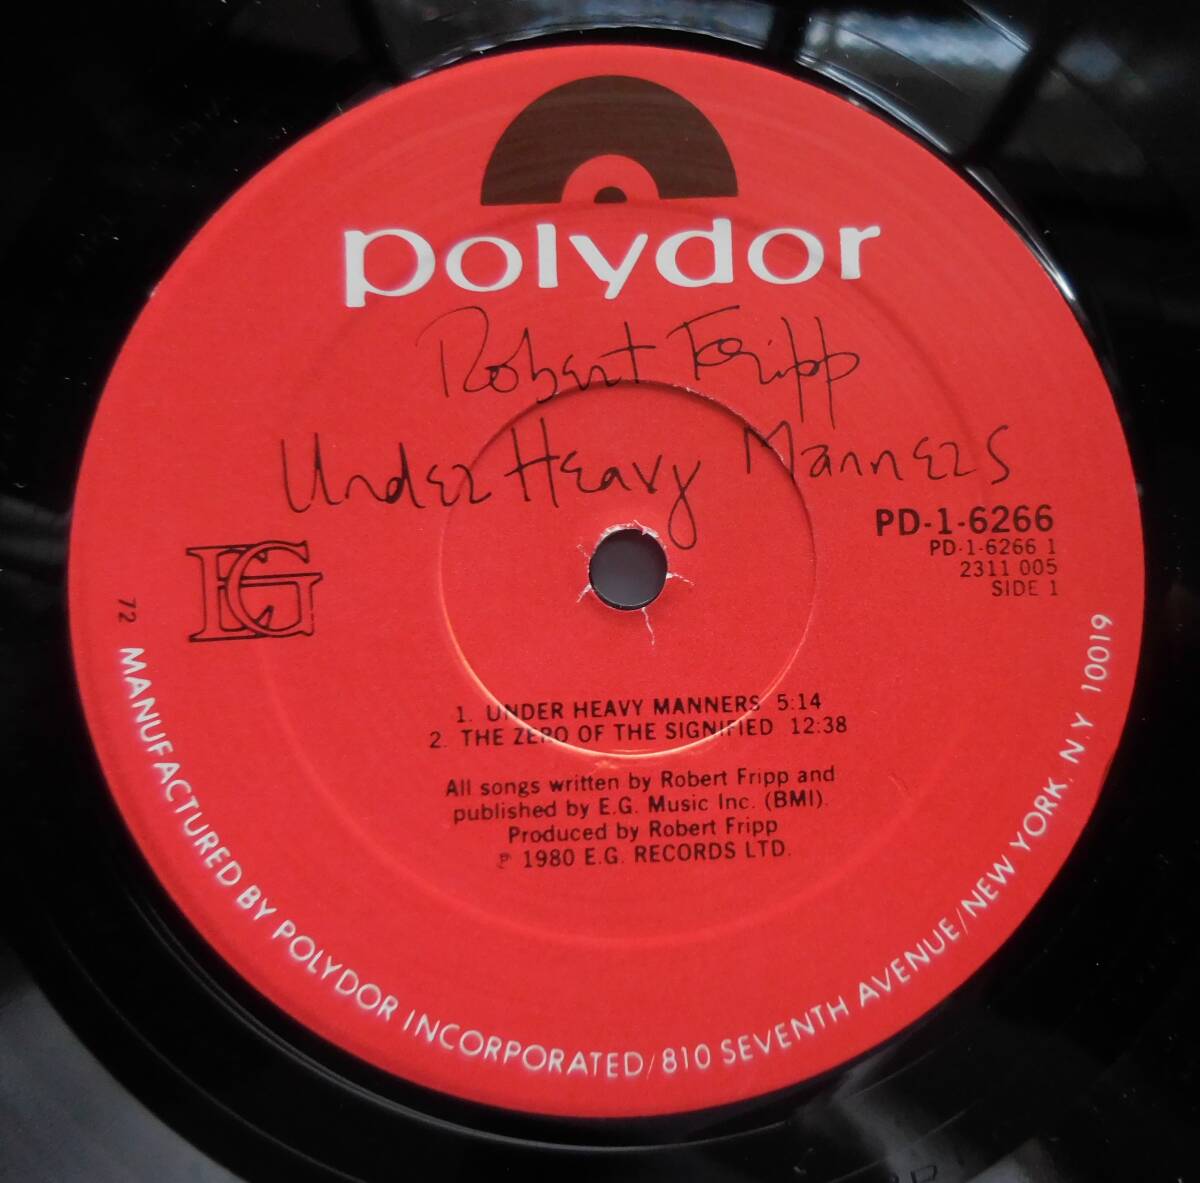 polydor
Robert Fripp
Under Heavy Manners
PD-1-6266
PD-1-6266 1
2311 005
SIDE 1
EG
1. UNDER HEAVY MANNERS 5:14
2. THE ZERO OF THE SIGNIFIED 12:38
All songs written by Robert Fripp and
published by E.G. Music Inc. (BMI).
Produced by Robert Fripp
℗ 1980 E.G. RECORDS LTD.
72 MANUFACTURED BY POLYDOR INCORPORATED/810 SEVENTH AVENUE/NEW YORK, N.Y 10019